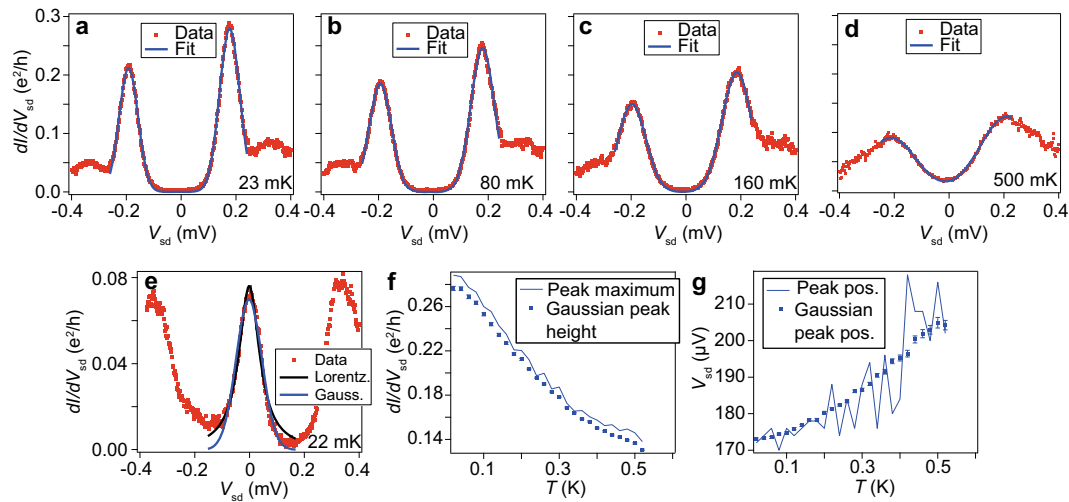 a
Data
Fit
0.3
0.2
0.1
0.0
dI/dVsd (e²/h)
-0.4 -0.2 0 0.2 0.4
Vsd (mV)
23 mK
b
Data
Fit
-0.4 -0.2 0 0.2 0.4
Vsd (mV)
80 mK
c
Data
Fit
-0.4 -0.2 0 0.2 0.4
Vsd (mV)
160 mK
d
Data
Fit
-0.4 -0.2 0 0.2 0.4
Vsd (mV)
500 mK
e
0.08
0.04
0.00
dI/dVsd (e²/h)
Data
Lorentz.
Gauss.
22 mK
-0.4 -0.2 0 0.2 0.4
Vsd (mV)
f
Peak maximum
Gaussian peak
height
0.26
0.22
0.18
0.14
dI/dVsd (e²/h)
0.1 0.3 0.5
T (K)
g
Peak pos.
Gaussian
peak pos.
210
200
190
180
170
Vsd (µV)
0.1 0.3 0.5
T (K)